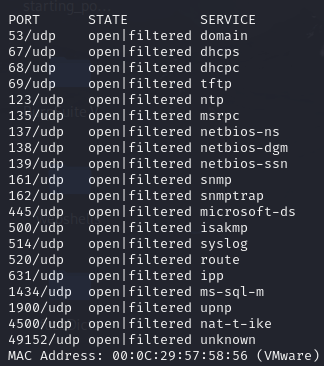 starting_po...
PORT STATE SERVICE
53/udp open|filtered domain
67/udp open|filtered dhcps
68/udp open|filtered dhcpc
69/udp open|filtered tftp
123/udp open|filtered ntp
135/udp open|filtered msrpc
137/udp open|filtered netbios-ns
138/udp open|filtered netbios-dgm
139/udp open|filtered netbios-ssn
161/udp open|filtered snmp
162/udp open|filtered snmptrap
445/udp open|filtered microsoft-ds
500/udp open|filtered isakmp
514/udp open|filtered syslog
520/udp open|filtered route
631/udp open|filtered ipp
1434/udp open|filtered ms-sql-m
1900/udp open|filtered upnp
4500/udp open|filtered nat-t-ike
49152/udp open|filtered unknown
MAC Address: 00:0C:29:57:58:56 (VMware)